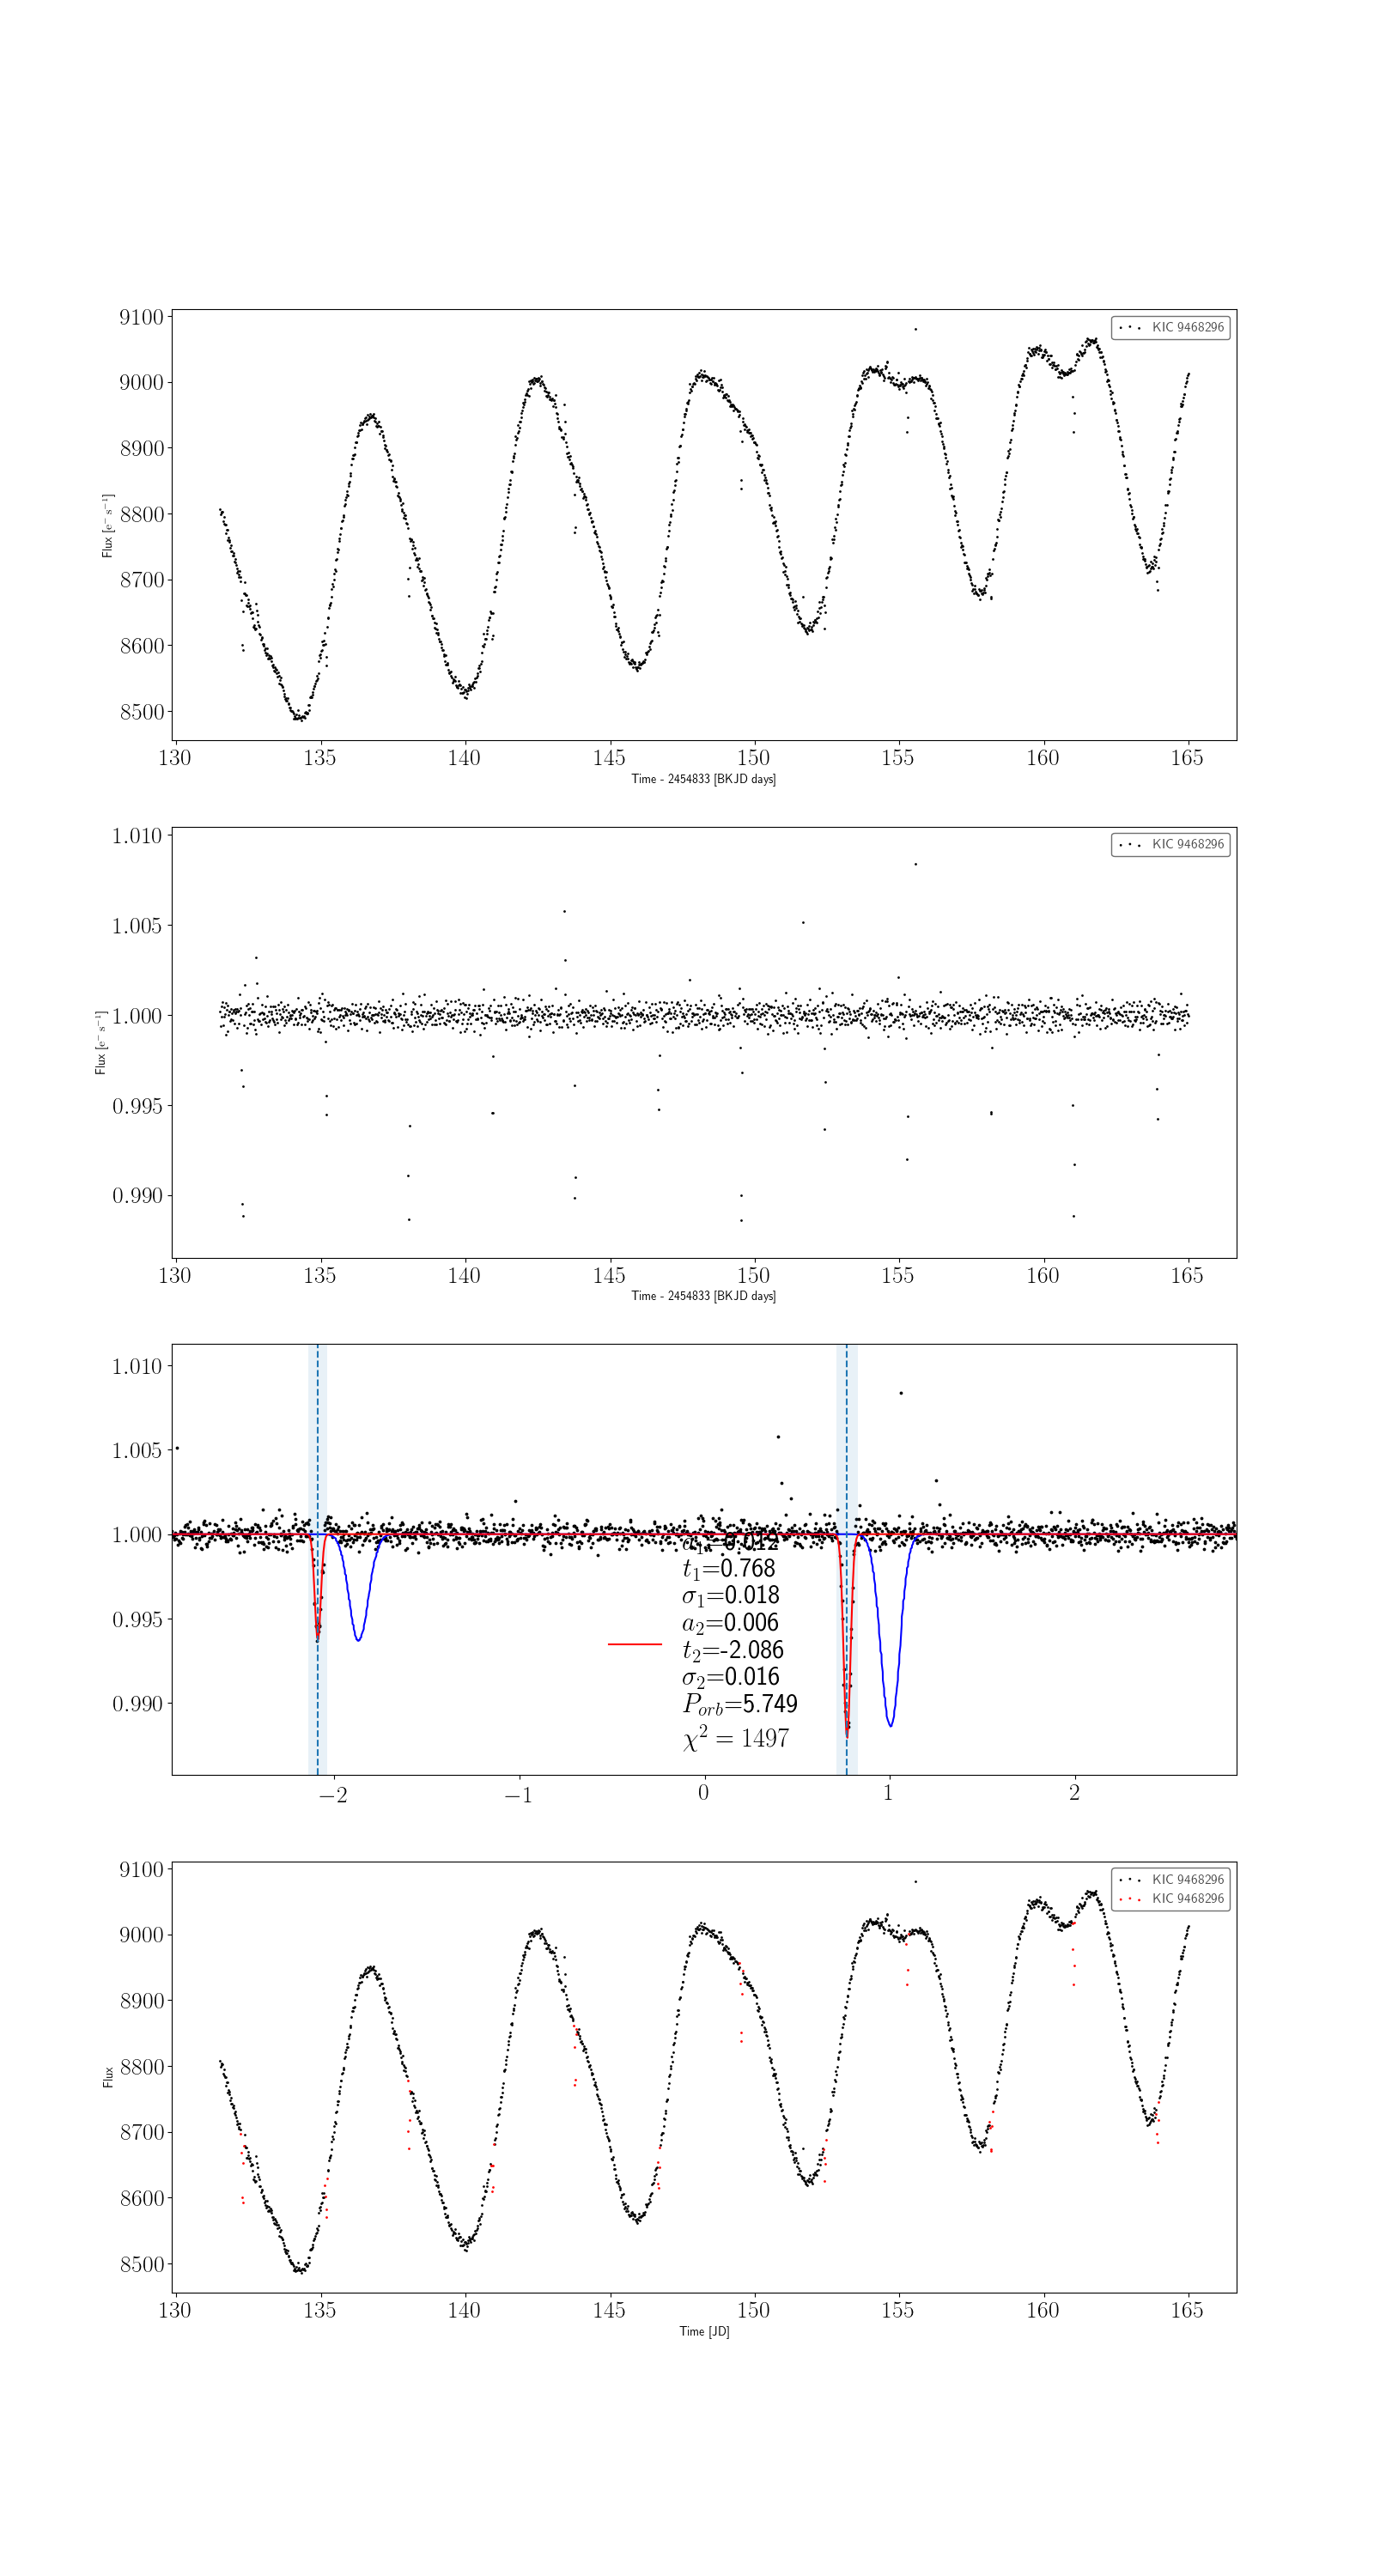 9100
9000
8900
8800
8700
8600
8500
Flux [e⁻ s⁻¹]
KIC 9468296
130 135 140 145 150 155 160 165
Time - 2454833 [BKJD days]
1.010
1.005
1.000
0.995
0.990
Flux [e⁻ s⁻¹]
KIC 9468296
130 135 140 145 150 155 160 165
Time - 2454833 [BKJD days]
1.010
1.005
1.000
0.995
0.990
a₁=0.012
t₁=0.768
σ₁=0.018
a₂=0.006
t₂=-2.086
σ₂=0.016
P_orb=5.749
χ² = 1497
−2 −1 0 1 2
9100
9000
8900
8800
8700
8600
8500
Flux
KIC 9468296
KIC 9468296
130 135 140 145 150 155 160 165
Time [JD]